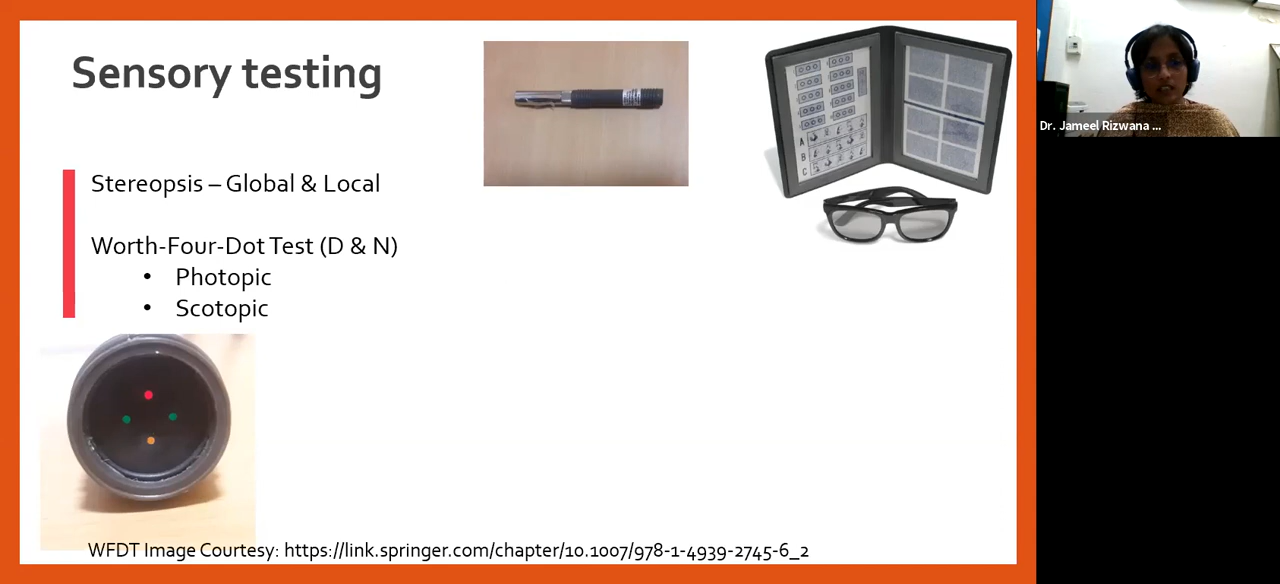 Sensory testing
Stereopsis – Global & Local
Worth-Four-Dot Test (D & N)
• Photopic
• Scotopic
A
B
C
WFDT Image Courtesy: https://link.springer.com/chapter/10.1007/978-1-4939-2745-6_2
Dr. Jameel Rizwana ...